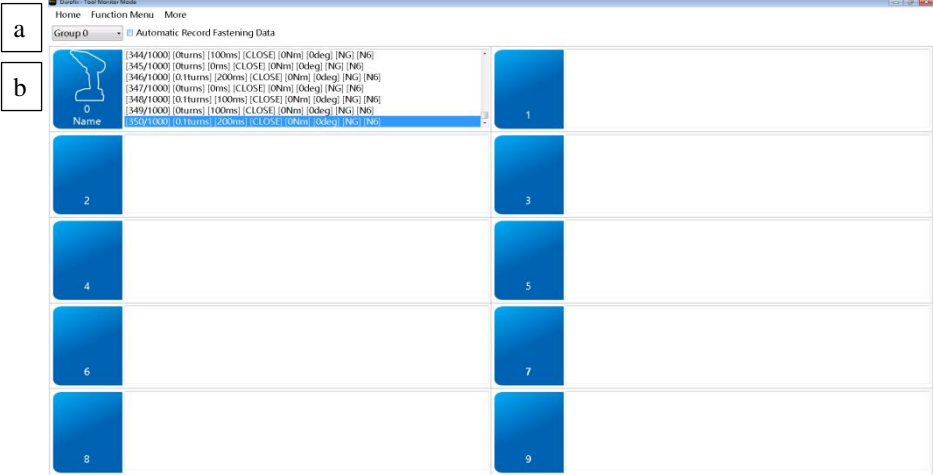 Durofix - Tool Monitor Mode
Home Function Menu More
a
Group 0 Automatic Record Fastening Data
b
[344/1000] [0turns] [100ms] [CLOSE] [0Nm] [0deg] [NG] [N6]
[345/1000] [0turns] [0ms] [CLOSE] [0Nm] [0deg] [NG] [N6]
[346/1000] [0.1turns] [200ms] [CLOSE] [0Nm] [0deg] [NG] [N6]
[347/1000] [0turns] [0ms] [CLOSE] [0Nm] [0deg] [NG] [N6]
[348/1000] [0.1turns] [100ms] [CLOSE] [0Nm] [0deg] [NG] [N6]
[349/1000] [0turns] [100ms] [CLOSE] [0Nm] [0deg] [NG] [N6]
[350/1000] [0.1turns] [200ms] [CLOSE] [0Nm] [0deg] [NG] [N6]
0
Name
1
2
3
4
5
6
7
8
9